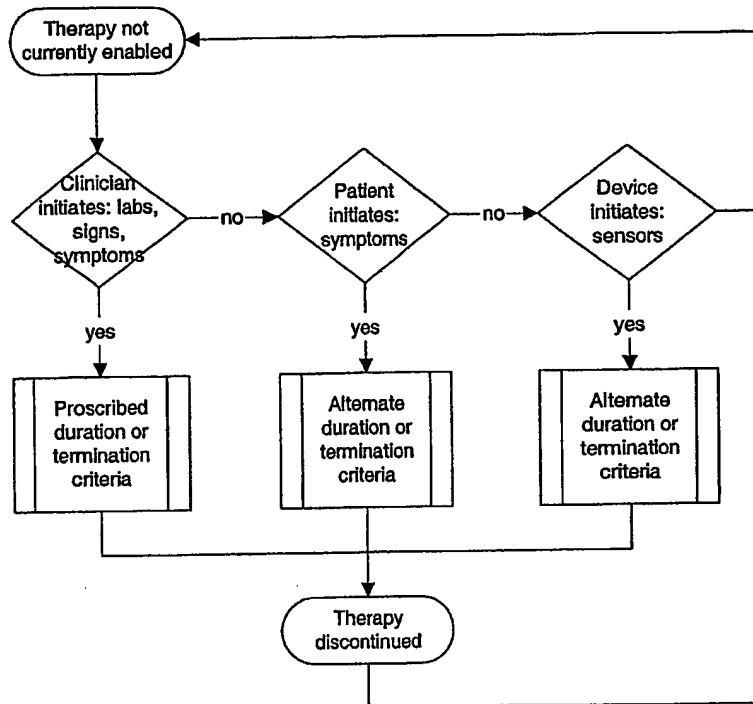 Therapy not
currently enabled
Clinician
initiates: labs,
signs,
symptoms
no
Patient
initiates:
symptoms
no
Device
initiates:
sensors
yes
yes
yes
Proscribed
duration or
termination
criteria
Alternate
duration or
termination
criteria
Alternate
duration or
termination
criteria
Therapy
discontinued